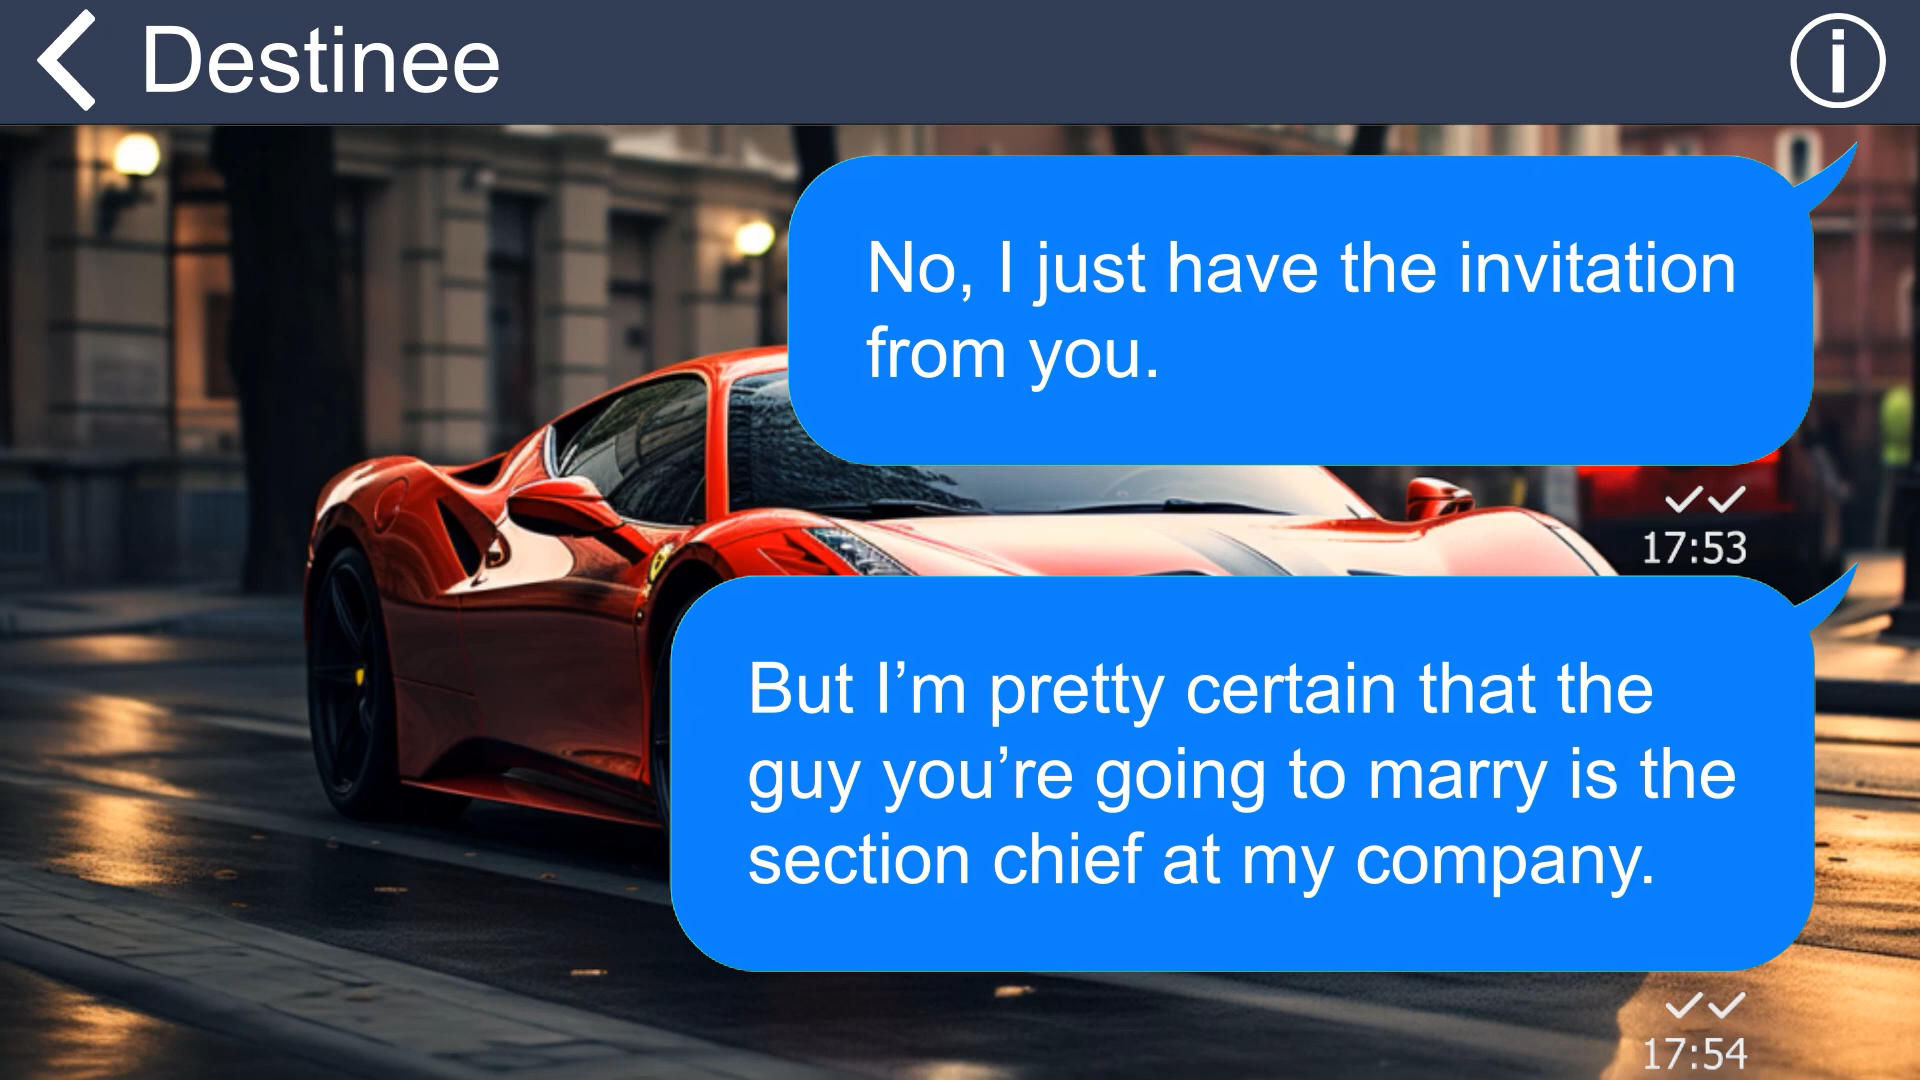 Destinee
No, I just have the invitation
from you.
17:53
But I’m pretty certain that the
guy you’re going to marry is the
section chief at my company.
17:54